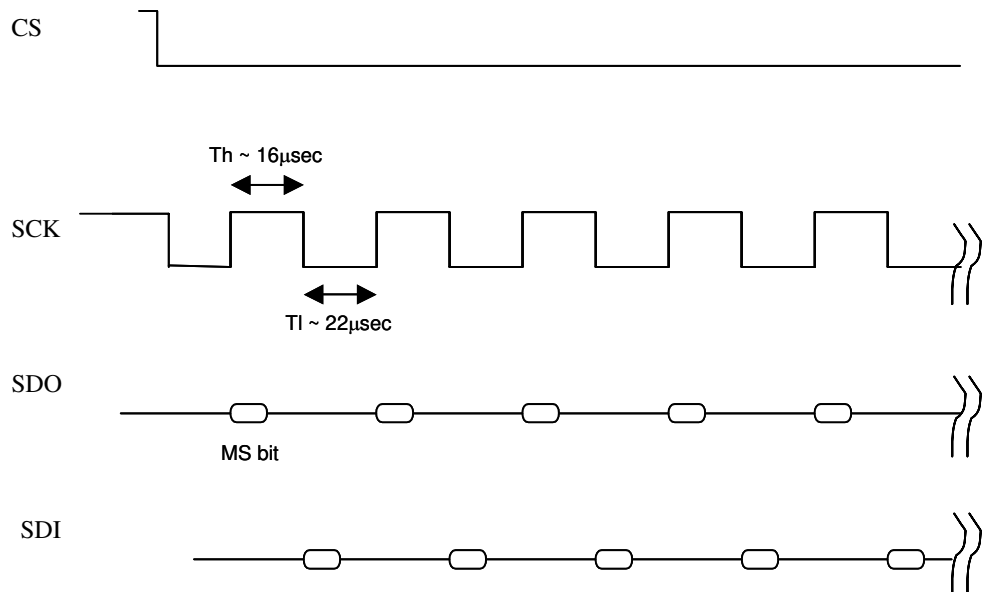 CS
Th ~ 16μsec
SCK
Tl ~ 22μsec
SDO
MS bit
SDI